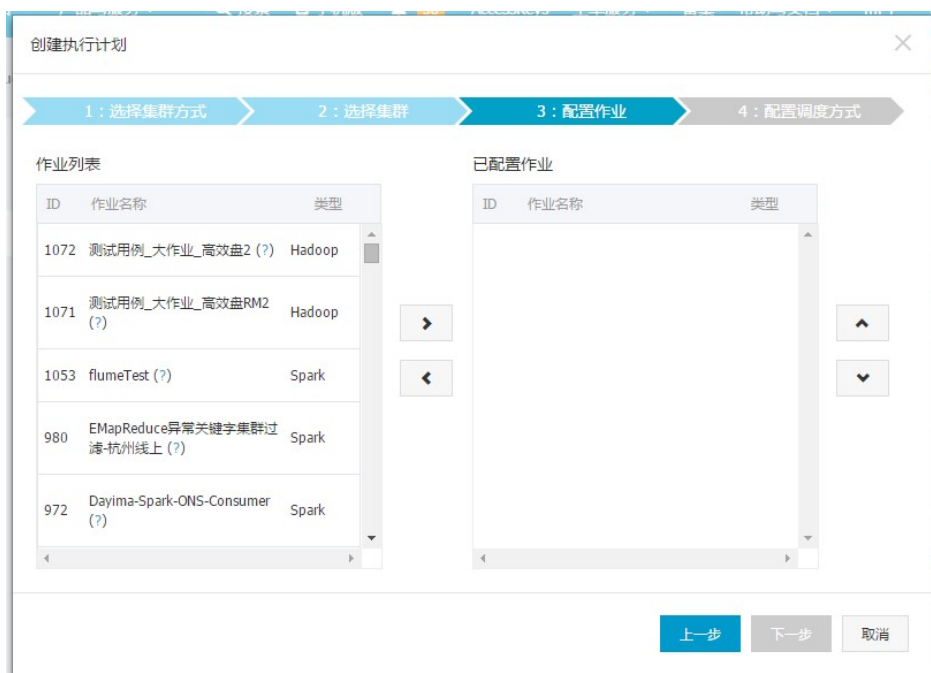 创建执行计划
1：选择集群方式
2：选择集群
3：配置作业
4：配置调度方式
作业列表
ID 作业名称 类型
1072 测试用例_大作业_高效盘2 (?) Hadoop
1071 测试用例_大作业_高效盘RM2
(?) Hadoop
1053 flumeTest (?) Spark
980 EMapReduce异常关键字集群过
滤-杭州线上 (?) Spark
972 Dayima-Spark-ONS-Consumer
(?) Spark
已配置作业
ID 作业名称 类型
上一步
下一步
取消